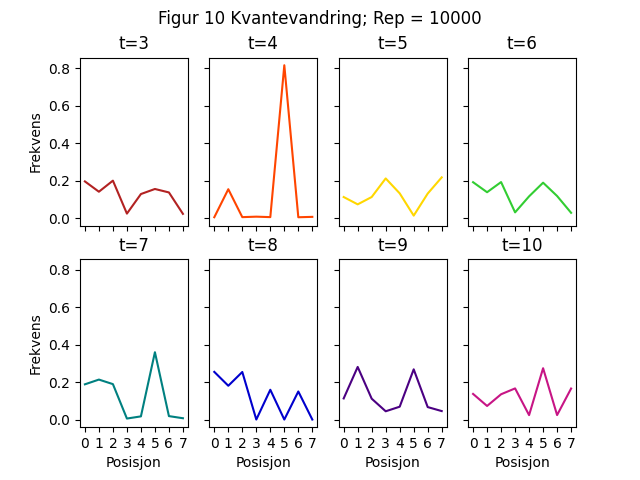 Figur 10 Kvantevandring; Rep = 10000
t=3 t=4 t=5 t=6
0.8
0.6
0.4
0.2
0.0
Frekvens
t=7 t=8 t=9 t=10
0.8
0.6
0.4
0.2
0.0
Frekvens
0 1 2 3 4 5 6 7 0 1 2 3 4 5 6 7 0 1 2 3 4 5 6 7 0 1 2 3 4 5 6 7
Posisjon Posisjon Posisjon Posisjon